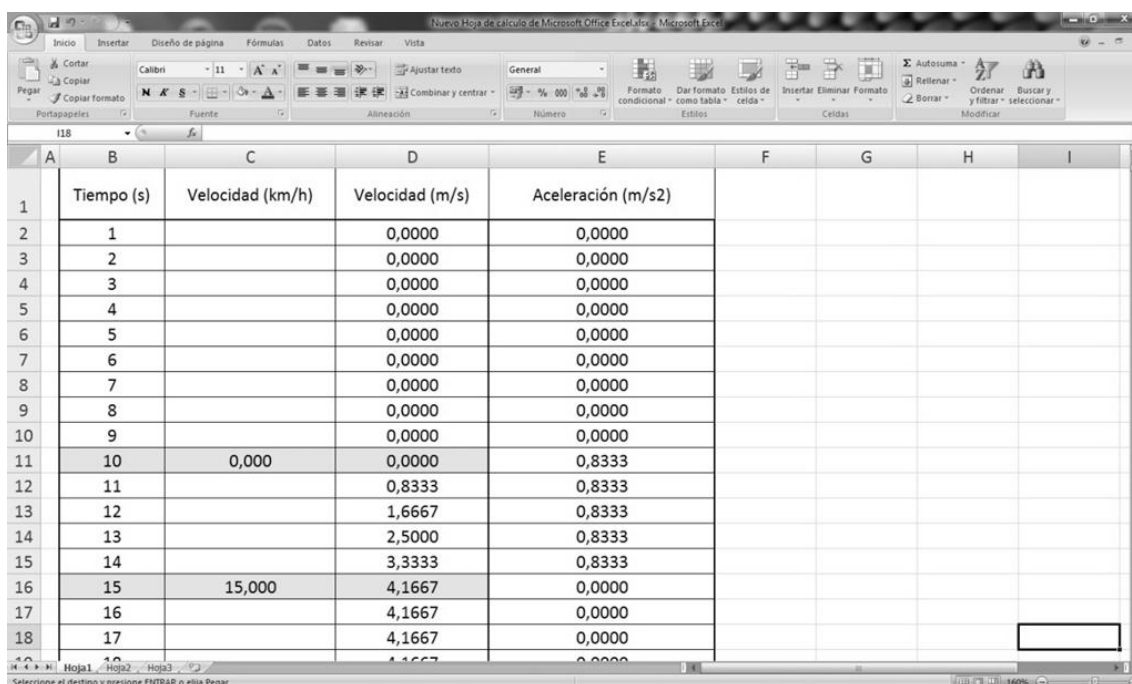 Nuevo Hoja de cálculo de Microsoft Office Excel.xlsx - Microsoft Excel
Inicio Insertar Diseño de página Fórmulas Datos Revisar Vista
Pegar
Cortar
Copiar
Copiar formato
Portapapeles
Calibri 11
N K S
Fuente
Ajustar texto
Combinar y centrar
Alineación
General
% 000
Número
Formato condicional
Dar formato como tabla
Estilos de celda
Estilos
Insertar Eliminar Formato
Celdas
Autosuma
Rellenar
Borrar
Ordenar y filtrar
Buscar y seleccionar
Modificar
I18 fx
A B C D E F G H I
1 Tiempo (s) Velocidad (km/h) Velocidad (m/s) Aceleración (m/s2)
2 1 0,0000 0,0000
3 2 0,0000 0,0000
4 3 0,0000 0,0000
5 4 0,0000 0,0000
6 5 0,0000 0,0000
7 6 0,0000 0,0000
8 7 0,0000 0,0000
9 8 0,0000 0,0000
10 9 0,0000 0,0000
11 10 0,000 0,0000 0,8333
12 11 0,8333 0,8333
13 12 1,6667 0,8333
14 13 2,5000 0,8333
15 14 3,3333 0,8333
16 15 15,000 4,1667 0,0000
17 16 4,1667 0,0000
18 17 4,1667 0,0000
Hoja1 Hoja2 Hoja3
Seleccione el destino y presione ENTRAR o elija Pegar 160%